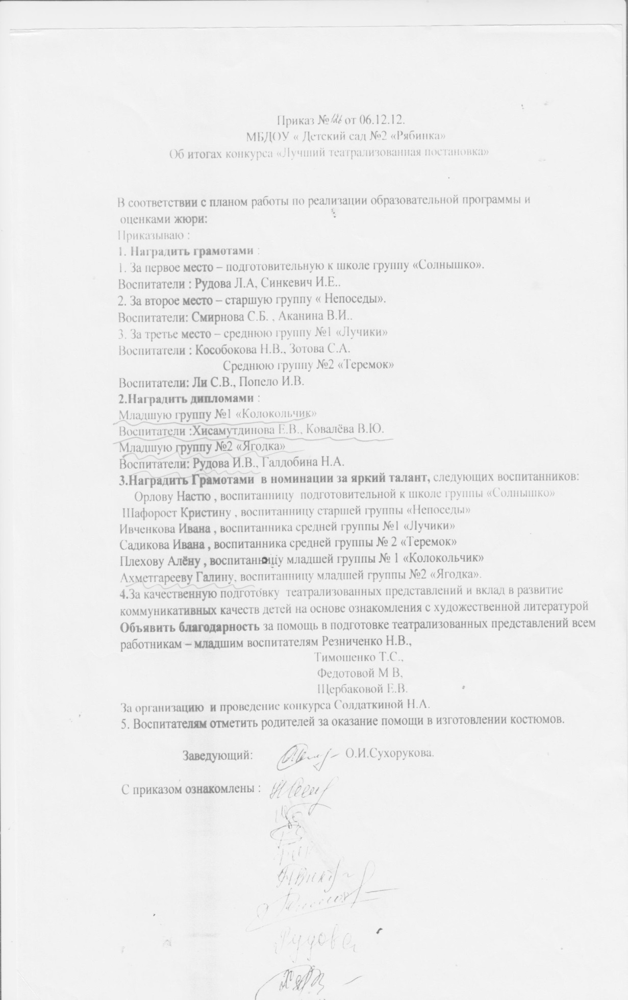 Приказ №126 от 06.12.12.
МБДОУ « Детский сад №2 «Рябинка»
Об итогах конкурса «Лучший театрализованная постановка»
В соответствии с планом работы по реализации образовательной программы и
оценками жюри:
Приказываю :
1. Наградить грамотами :
1. За первое место – подготовительную к школе группу «Солнышко».
Воспитатели : Рудова Л.А, Синкевич И.Е..
2. За второе место – старшую группу « Непоседы».
Воспитатели: Смирнова С.Б. , Аканина В.И..
3. За третье место – среднюю группу №1 «Лучики»
Воспитатели : Кособокова Н.В., Зотова С.А.
Среднюю группу №2 «Теремок»
Воспитатели: Ли С.В., Попело И.В.
2.Наградить дипломами :
Младшую группу №1 «Колокольчик»
Воспитатели :Хисамутдинова Е.В., Ковалёва В.Ю.
Младшую группу №2 «Ягодка»
Воспитатели: Рудова И.В., Галдобина Н.А.
3.Наградить Грамотами в номинации за яркий талант, следующих воспитанников:
Орлову Настю , воспитанницу подготовительной к школе группы «Солнышко»
Шафорост Кристину , воспитанницу старшей группы «Непоседы»
Ивченкова Ивана , воспитанника средней группы №1 «Лучики»
Садикова Ивана , воспитанника средней группы № 2 «Теремок»
Плехову Алёну , воспитанницу младшей группы № 1 «Колокольчик»
Ахметгарееву Галину, воспитанницу младшей группы №2 «Ягодка».
4.За качественную подготовку театрализованных представлений и вклад в развитие
коммуникативных качеств детей на основе ознакомления с художественной литературой
Объявить благодарность за помощь в подготовке театрализованных представлений всем
работникам – младшим воспитателям Резниченко Н.В.,
Тимошенко Т.С.,
Федотовой М В,
Щербаковой Е.В.
За организацию и проведение конкурса Солдаткиной Н.А.
5. Воспитателям отметить родителей за оказание помощи в изготовлении костюмов.
Заведующий: О.И.Сухорукова.
С приказом ознакомлены :
Рудова